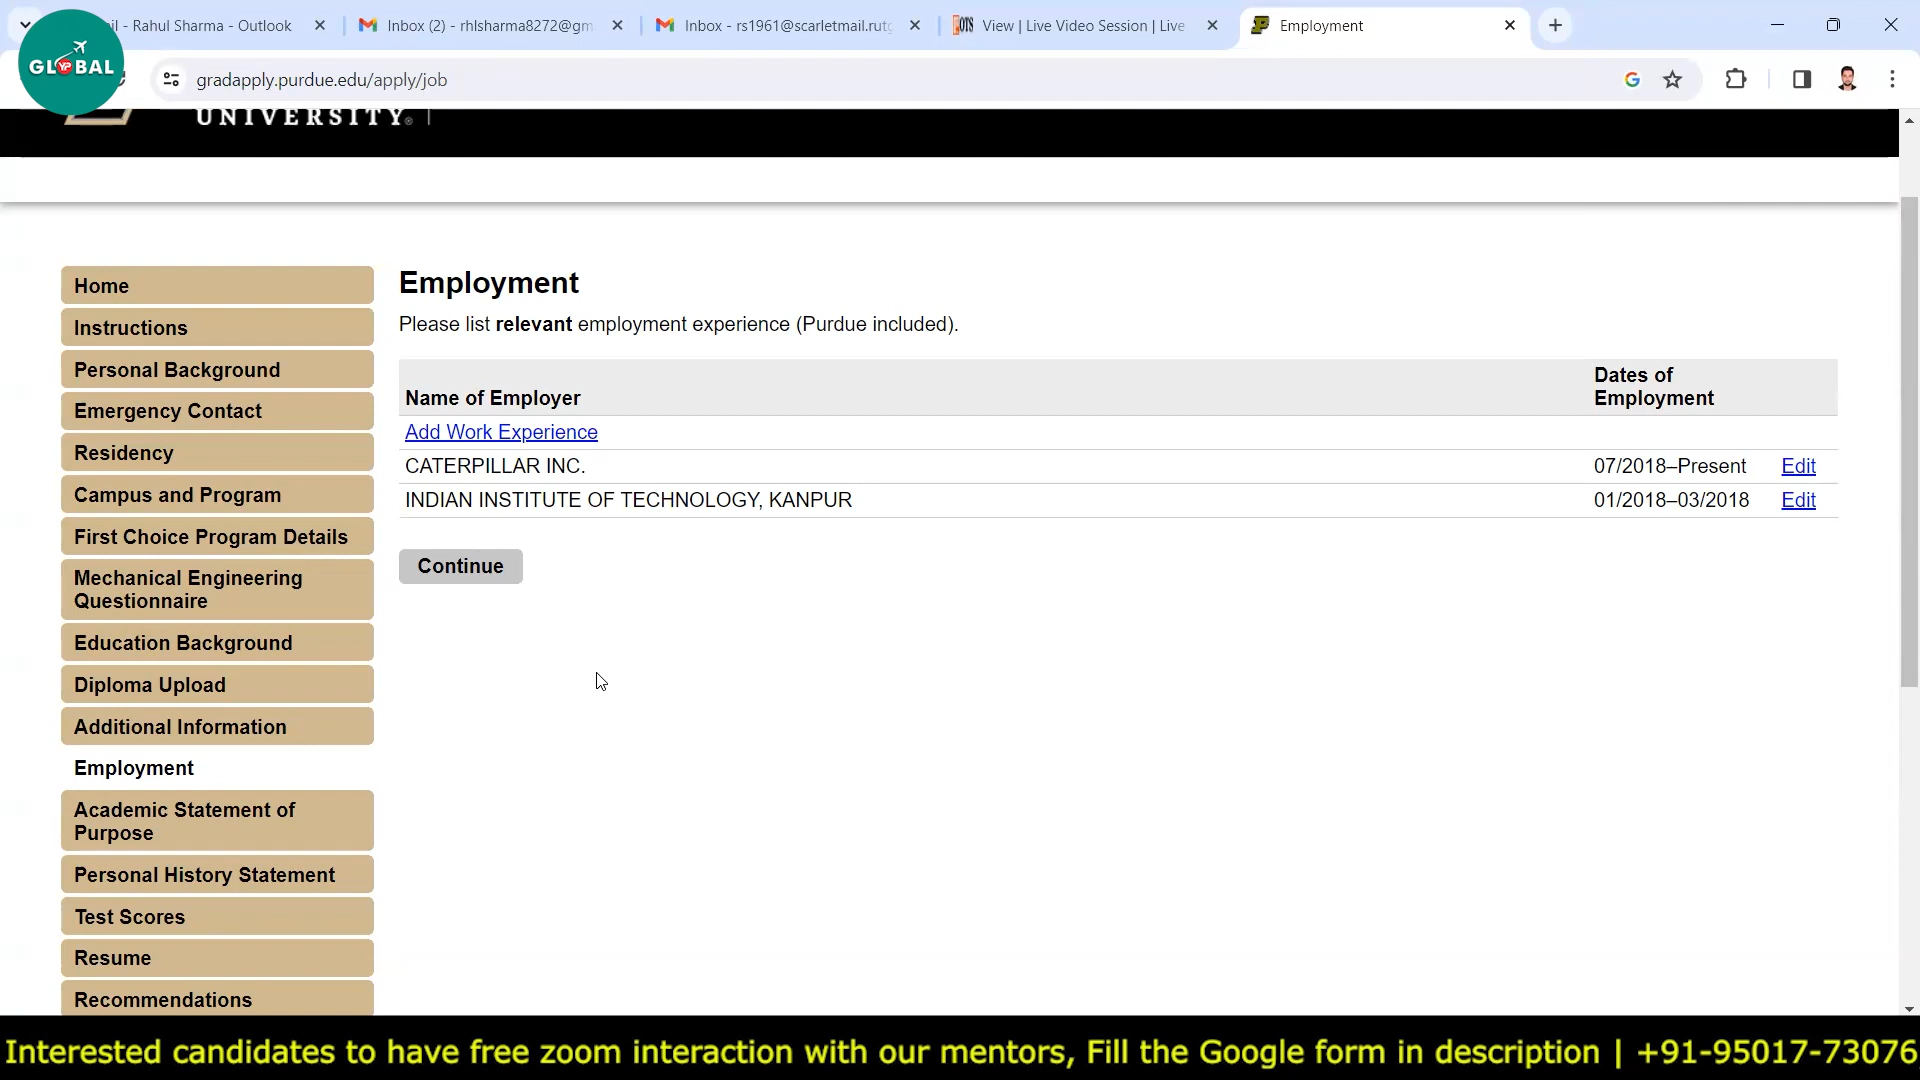 il - Rahul Sharma - Outlook
Inbox (2) - rhlsharma8272@gm
Inbox - rs1961@scarletmail.rutg
View | Live Video Session | Live
Employment
GLOBAL
YP
gradapply.purdue.edu/apply/job
UNIVERSITY®
Home
Instructions
Personal Background
Emergency Contact
Residency
Campus and Program
First Choice Program Details
Mechanical Engineering
Questionnaire
Education Background
Diploma Upload
Additional Information
Employment
Academic Statement of
Purpose
Personal History Statement
Test Scores
Resume
Recommendations
Employment
Please list relevant employment experience (Purdue included).
Name of Employer
Dates of
Employment
Add Work Experience
CATERPILLAR INC. 07/2018–Present Edit
INDIAN INSTITUTE OF TECHNOLOGY, KANPUR 01/2018–03/2018 Edit
Continue
Interested candidates to have free zoom interaction with our mentors, Fill the Google form in description | +91-95017-73076